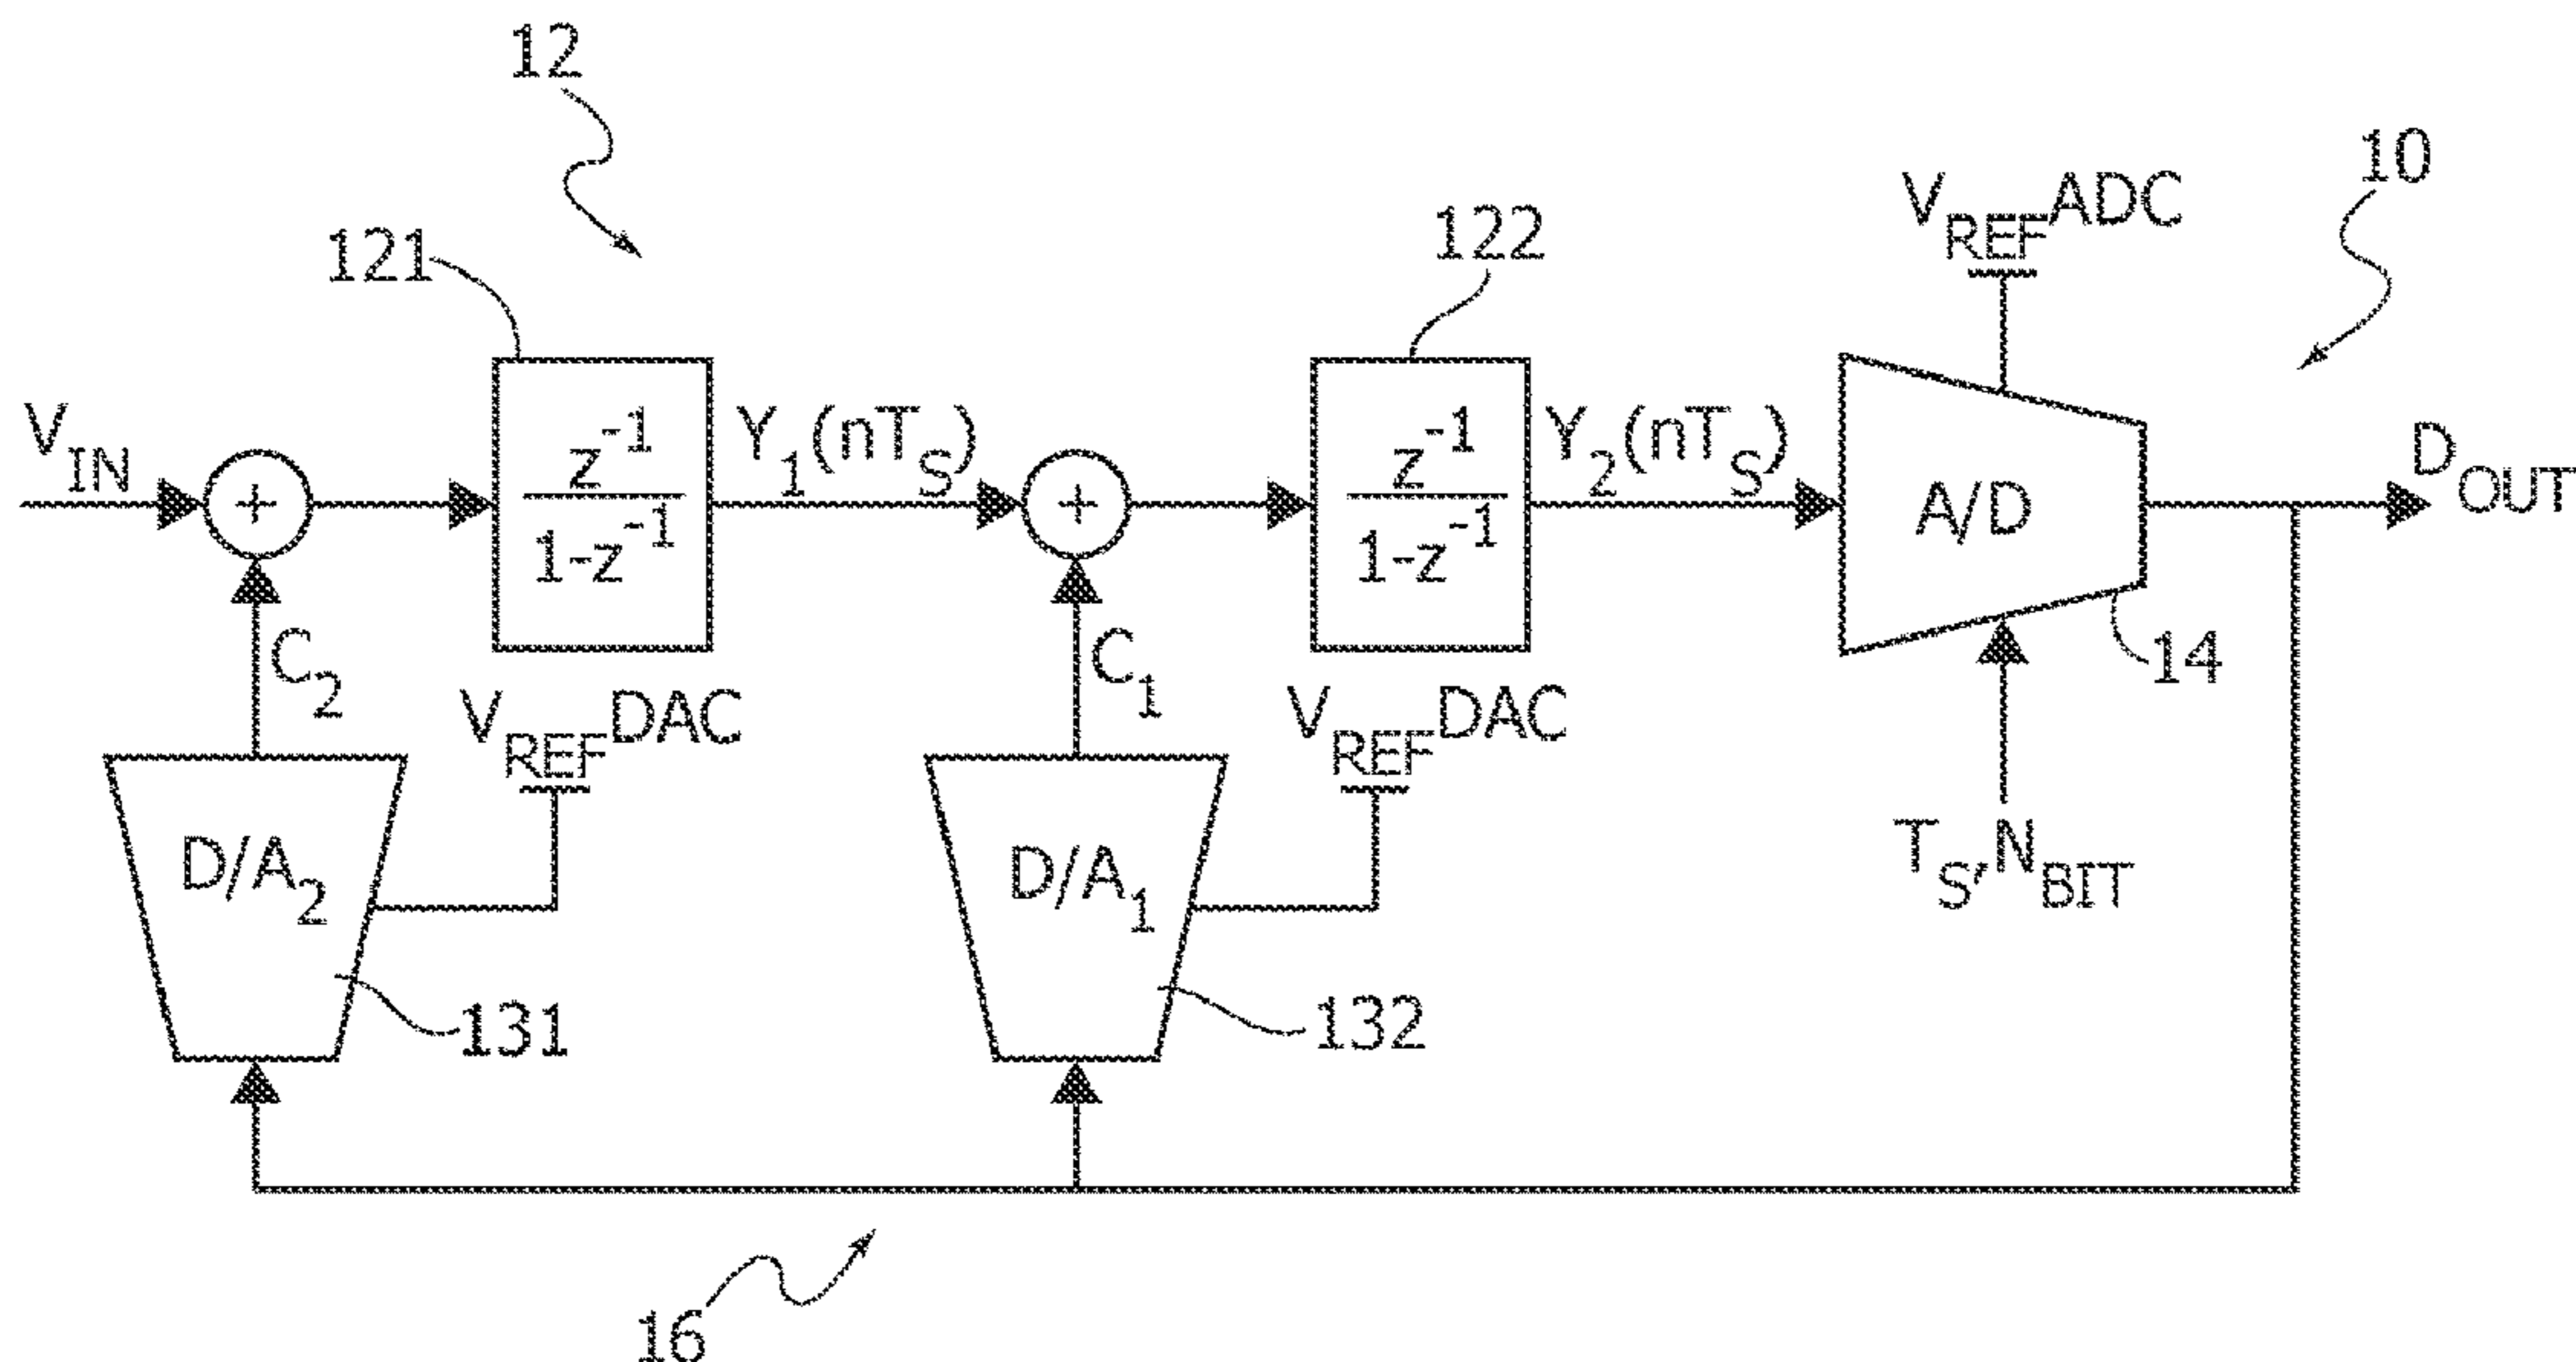 12
10
V_REF ADC
121
122
V_IN
+
z^-1
1-z^-1
Y_1(nT_S)
+
z^-1
1-z^-1
Y_2(nT_S)
A/D
D_OUT
C_2
C_1
14
V_REF DAC
V_REF DAC
D/A_2
D/A_1
T_S, N_BIT
131
132
16